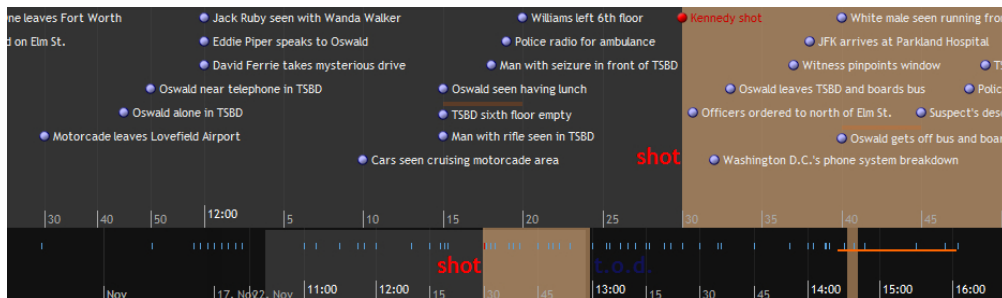 ne leaves Fort Worth
Jack Ruby seen with Wanda Walker
Williams left 6th floor
Kennedy shot
White male seen running fro
d on Elm St.
Eddie Piper speaks to Oswald
Police radio for ambulance
JFK arrives at Parkland Hospital
David Ferrie takes mysterious drive
Man with seizure in front of TSBD
Witness pinpoints window
TS
Oswald near telephone in TSBD
Oswald seen having lunch
Oswald leaves TSBD and boards bus
Polic
Oswald alone in TSBD
TSBD sixth floor empty
Officers ordered to north of Elm St.
Suspect's desc
Motorcade leaves Lovefield Airport
Man with rifle seen in TSBD
Oswald gets off bus and boar
Cars seen cruising motorcade area
shot
Washington D.C.'s phone system breakdown
30 40 50 12:00 5 10 15 20 25 30 35 40 45
shot t.o.d.
Nov 17. Nov 22. Nov 11:00 12:00 15 30 45 13:00 15 30 45 14:00 15:00 16:00